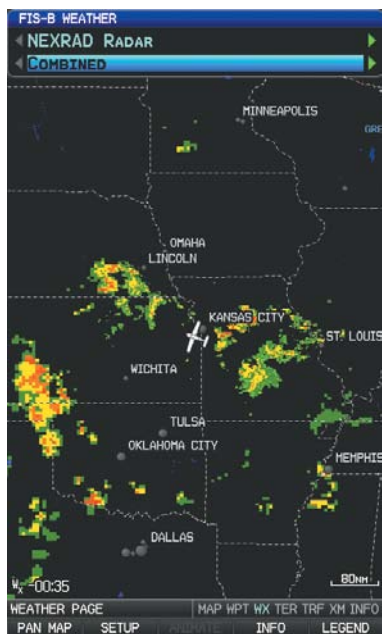 FIS-B WEATHER
NEXRAD RADAR
COMBINED
MINNEAPOLIS
GRE
OMAHA
LINCOLN
KANSAS CITY
ST. LOUIS
WICHITA
TULSA
OKLAHOMA CITY
MEMPHIS
DALLAS
WX -00:35
80NM
WEATHER PAGE
MAP WPT WX TER TRF XM INFO
PAN MAP SETUP ANIMATE INFO LEGEND